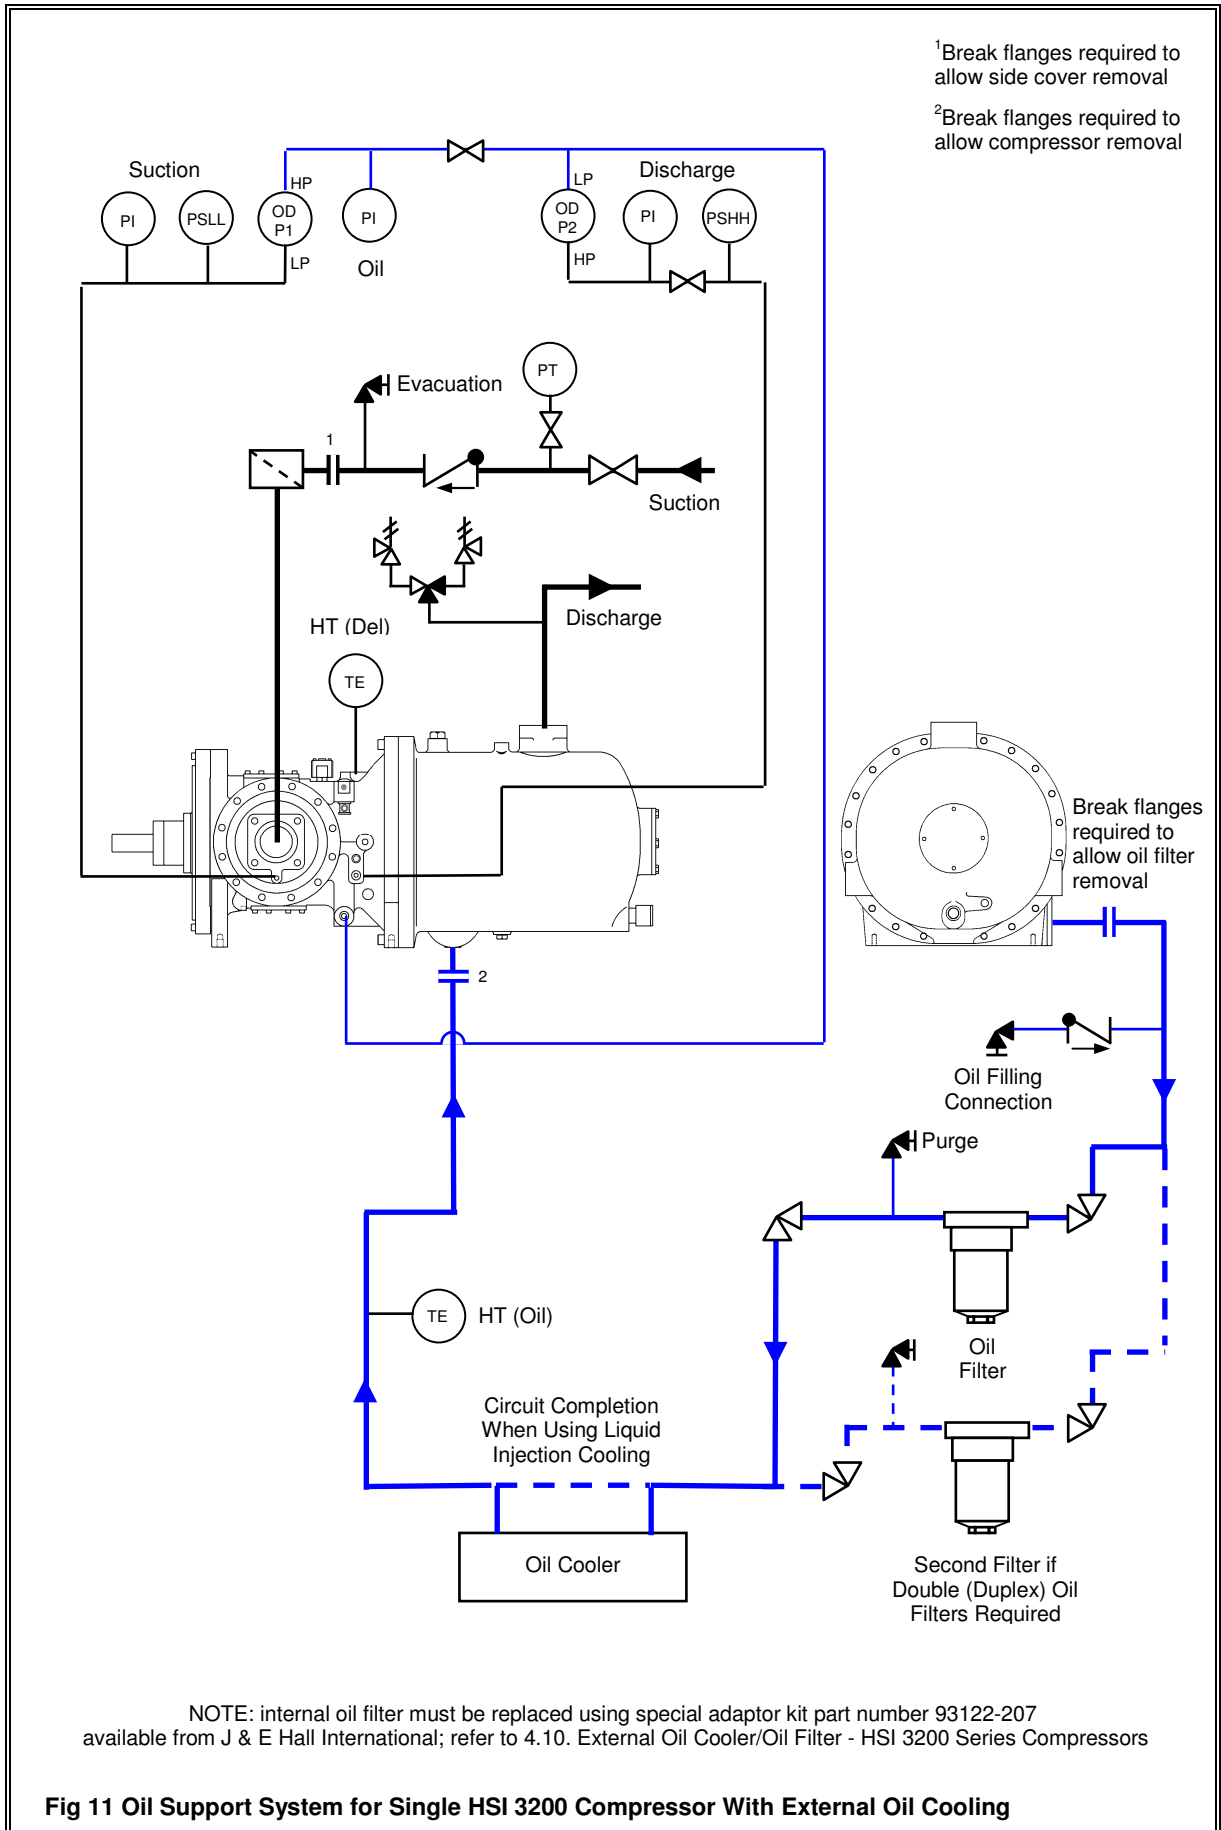 1Break flanges required to
allow side cover removal
2Break flanges required to
allow compressor removal
Suction
Discharge
HP
LP
PI
PSLL
OD
P1
PI
OD
P2
PI
PSHH
LP
Oil
HP
PT
Evacuation
1
Suction
Discharge
HT (Del)
TE
Break flanges
required to
allow oil filter
removal
2
Oil Filling
Connection
Purge
TE
HT (Oil)
Oil
Filter
Circuit Completion
When Using Liquid
Injection Cooling
Oil Cooler
Second Filter if
Double (Duplex) Oil
Filters Required
NOTE: internal oil filter must be replaced using special adaptor kit part number 93122-207
available from J & E Hall International; refer to 4.10. External Oil Cooler/Oil Filter - HSI 3200 Series Compressors
Fig 11 Oil Support System for Single HSI 3200 Compressor With External Oil Cooling